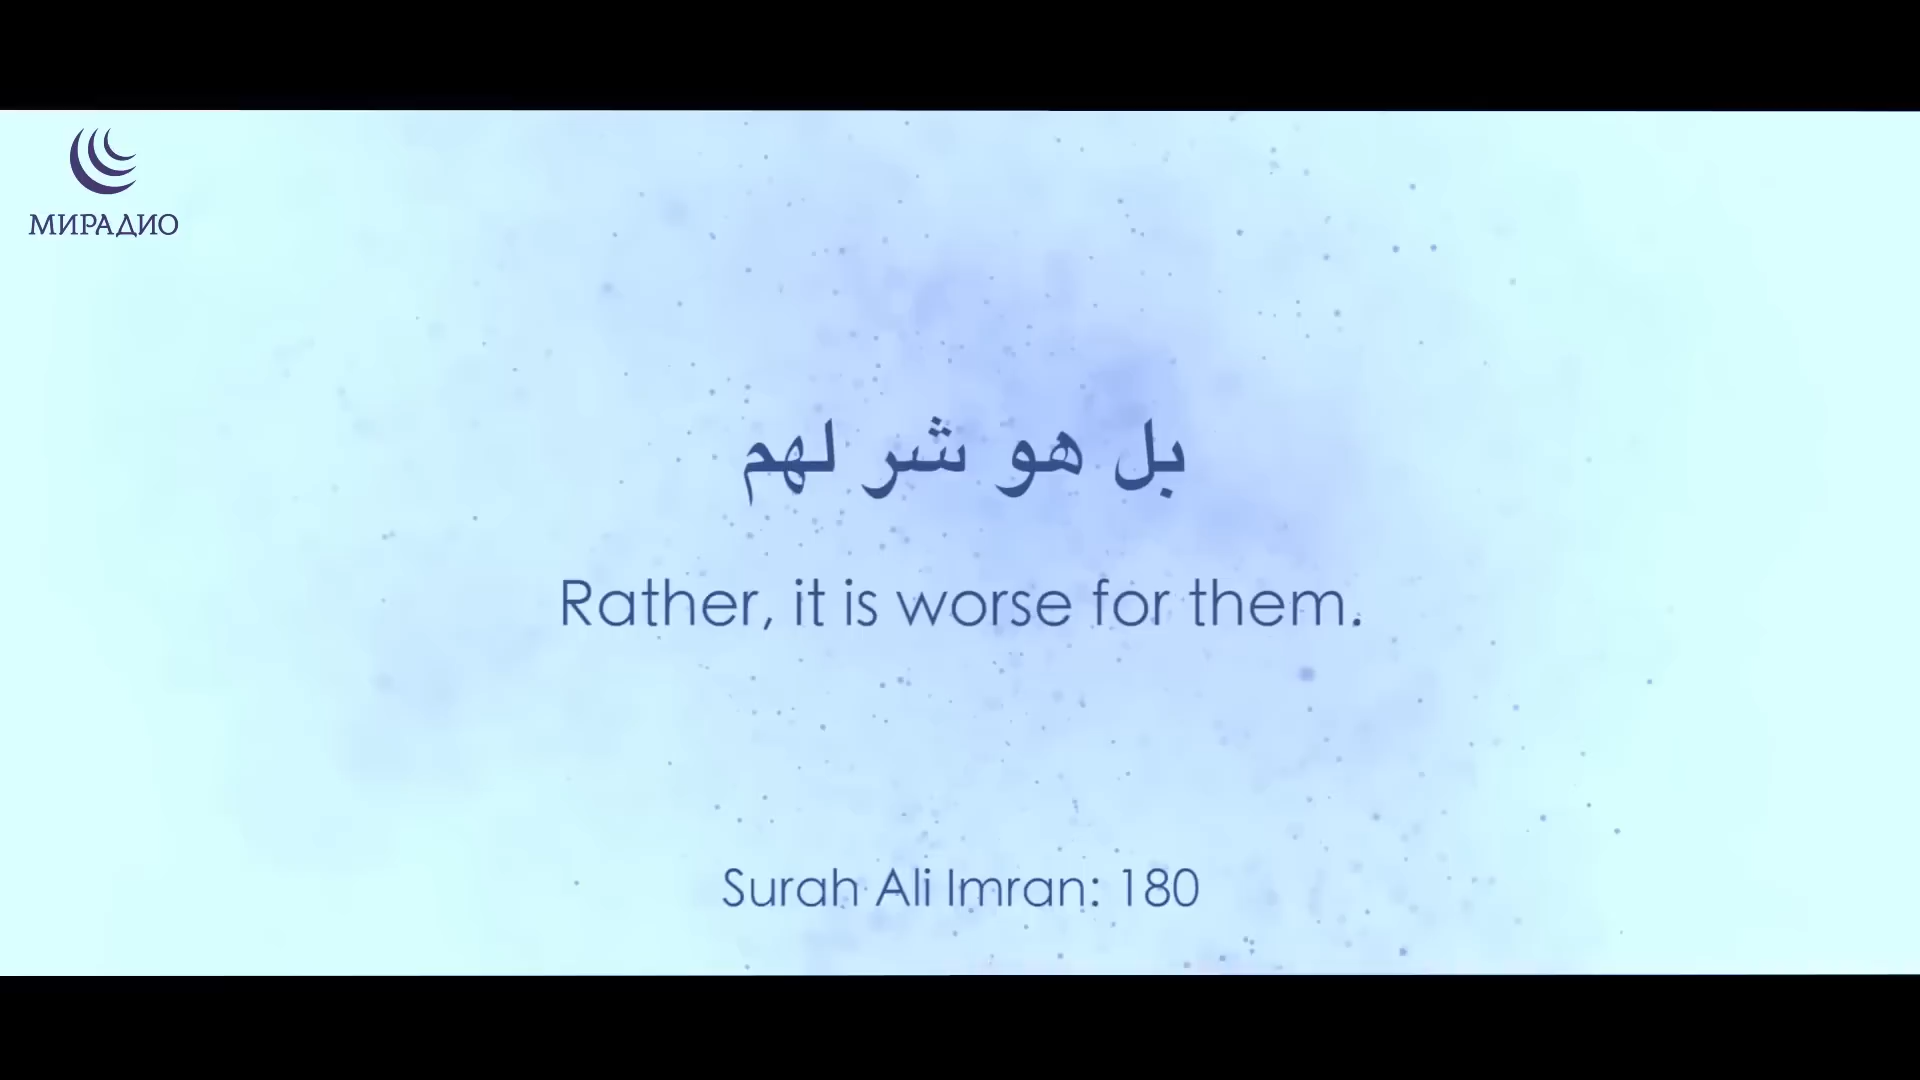 МИРАДИО
بل هو شر لهم
Rather, it is worse for them.
Surah Ali Imran: 180